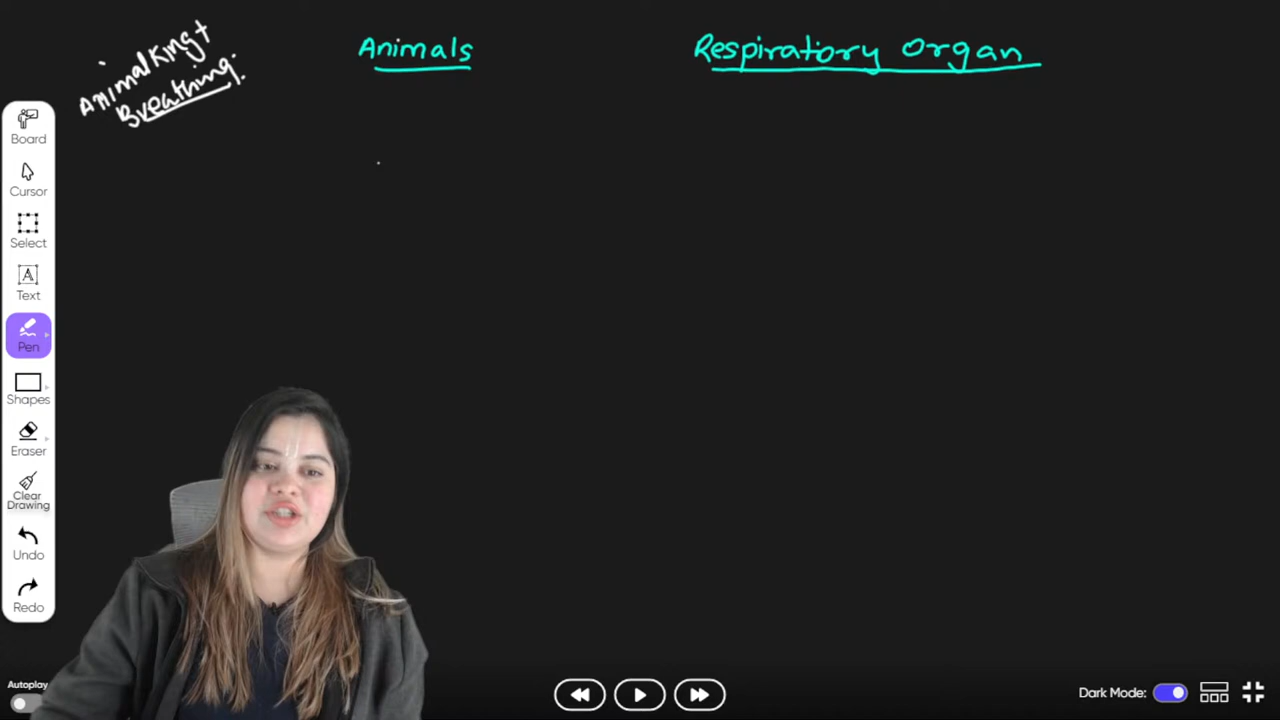 Animal King +
Breathing.
Animals
Respiratory Organ
Board
Cursor
Select
Text
Pen
Shapes
Eraser
Clear
Drawing
Undo
Redo
Autoplay
Dark Mode: